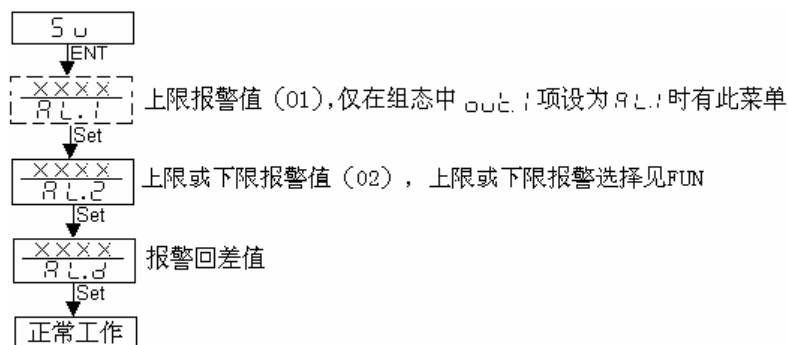 Su
ENT
XXXX
AL.1
上限报警值（01）,仅在组态中 out.1项设为AL.1时有此菜单
Set
XXXX
AL.2
上限或下限报警值（02），上限或下限报警选择见FUN
Set
XXXX
AL.d
报警回差值
Set
正常工作